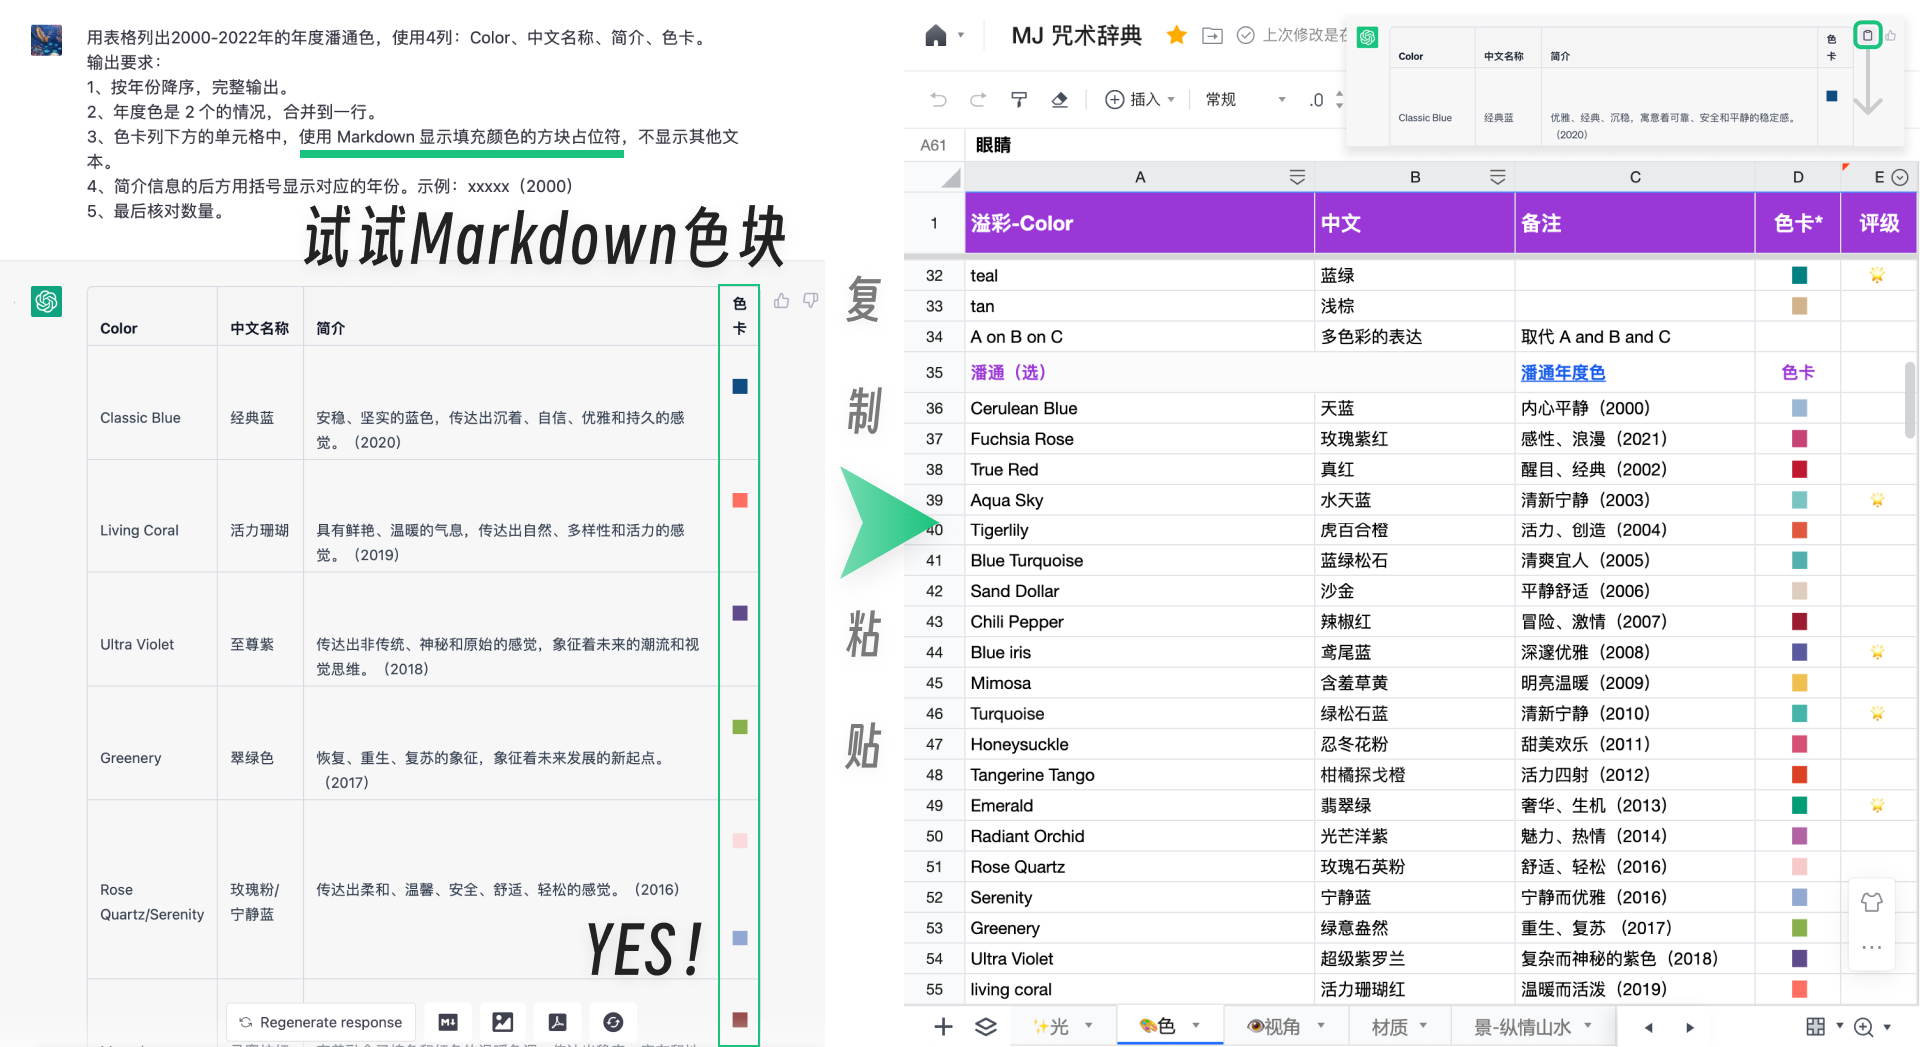 用表格列出2000-2022年的年度潘通色，使用4列：Color、中文名称、简介、色卡。
输出要求：
1、按年份降序，完整输出。
2、年度色是 2 个的情况，合并到一行。
3、色卡列下方的单元格中，使用 Markdown 显示填充颜色的方块占位符，不显示其他文
本。
4、简介信息的后方用括号显示对应的年份。示例：xxxxx（2000）
5、最后核对数量。
试试Markdown色块
Color 中文名称 简介 色卡
Classic Blue 经典蓝 安稳、坚实的蓝色，传达出沉着、自信、优雅和持久的感
觉。（2020）
Living Coral 活力珊瑚 具有鲜艳、温暖的气息，传达出自然、多样性和活力的感
觉。（2019）
Ultra Violet 至尊紫 传达出非传统、神秘和原始的感觉，象征着未来的潮流和视
觉思维。（2018）
Greenery 翠绿色 恢复、重生、复苏的象征，象征着未来发展的新起点。
（2017）
Rose 玫瑰粉/ 传达出柔和、温馨、安全、舒适、轻松的感觉。（2016）
Quartz/Serenity 宁静蓝
YES!
Regenerate response
复
制
粘
贴
MJ 咒术辞典 上次修改是在
插入 常规 .0
Color 中文名称 简介 色卡
Classic Blue 经典蓝 优雅、经典、沉稳，寓意着可靠、安全和平静的稳定感。
（2020）
A61 眼睛
A B C D E
1 溢彩-Color 中文 备注 色卡* 评级
32 teal 蓝绿
33 tan 浅棕
34 A on B on C 多色彩的表达 取代 A and B and C
35 潘通（选） 潘通年度色 色卡
36 Cerulean Blue 天蓝 内心平静（2000）
37 Fuchsia Rose 玫瑰紫红 感性、浪漫（2021）
38 True Red 真红 醒目、经典（2002）
39 Aqua Sky 水天蓝 清新宁静（2003）
40 Tigerlily 虎百合橙 活力、创造（2004）
41 Blue Turquoise 蓝绿松石 清爽宜人（2005）
42 Sand Dollar 沙金 平静舒适（2006）
43 Chili Pepper 辣椒红 冒险、激情（2007）
44 Blue iris 鸢尾蓝 深邃优雅（2008）
45 Mimosa 含羞草黄 明亮温暖（2009）
46 Turquoise 绿松石蓝 清新宁静（2010）
47 Honeysuckle 忍冬花粉 甜美欢乐（2011）
48 Tangerine Tango 柑橘探戈橙 活力四射（2012）
49 Emerald 翡翠绿 奢华、生机（2013）
50 Radiant Orchid 光芒洋紫 魅力、热情（2014）
51 Rose Quartz 玫瑰石英粉 舒适、轻松（2016）
52 Serenity 宁静蓝 宁静而优雅（2016）
53 Greenery 绿意盎然 重生、复苏 （2017）
54 Ultra Violet 超级紫罗兰 复杂而神秘的紫色（2018）
55 living coral 活力珊瑚红 温暖而活泼（2019）
光 色 视角 材质 景-纵情山水